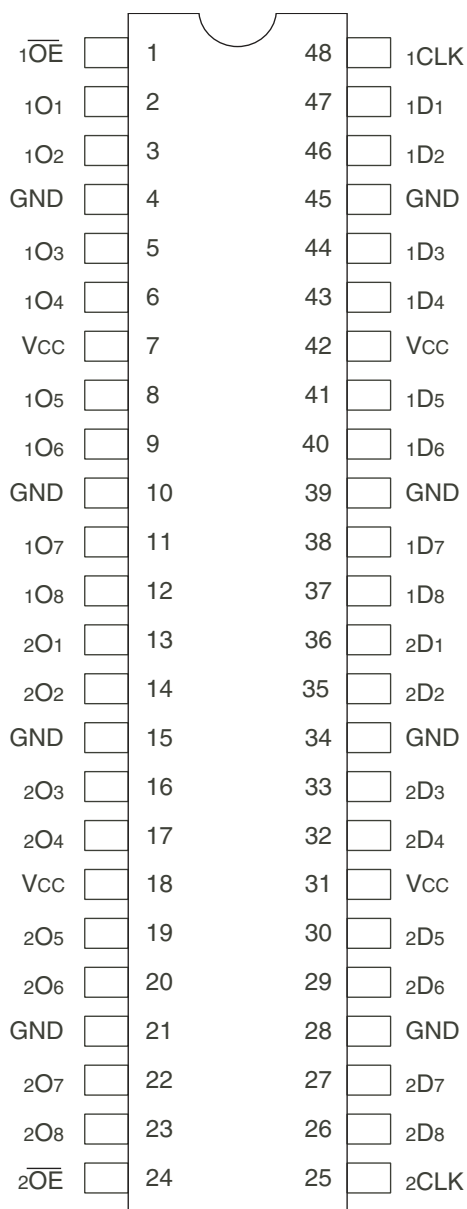 1OE 1 48 1CLK
1O1 2 47 1D1
1O2 3 46 1D2
GND 4 45 GND
1O3 5 44 1D3
1O4 6 43 1D4
VCC 7 42 VCC
1O5 8 41 1D5
1O6 9 40 1D6
GND 10 39 GND
1O7 11 38 1D7
1O8 12 37 1D8
2O1 13 36 2D1
2O2 14 35 2D2
GND 15 34 GND
2O3 16 33 2D3
2O4 17 32 2D4
VCC 18 31 VCC
2O5 19 30 2D5
2O6 20 29 2D6
GND 21 28 GND
2O7 22 27 2D7
2O8 23 26 2D8
2OE 24 25 2CLK